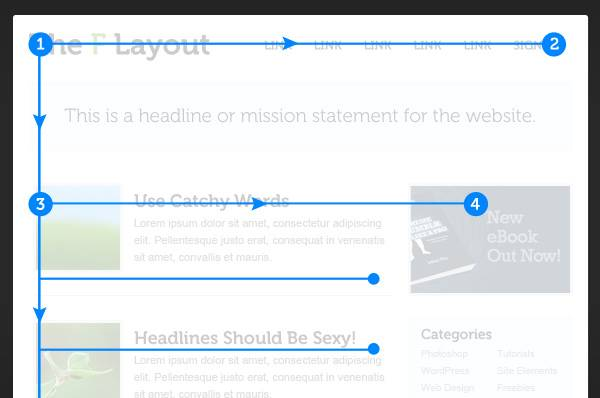 1
The F Layout
LINK LINK LINK LINK LINK SIGN
2
This is a headline or mission statement for the website.
3
Use Catchy Words
Lorem ipsum dolor sit amet, consectetur adipiscing
elit. Pellentesque justo erat, consequat in venenatis
sit amet, convallis et mauris.
4
New
eBook
Out Now!
Headlines Should Be Sexy!
Lorem ipsum dolor sit amet, consectetur adipiscing
elit. Pellentesque justo erat, consequat in venenatis
sit amet, convallis et mauris.
Categories
Photoshop Tutorials
WordPress Site Elements
Web Design Freebies